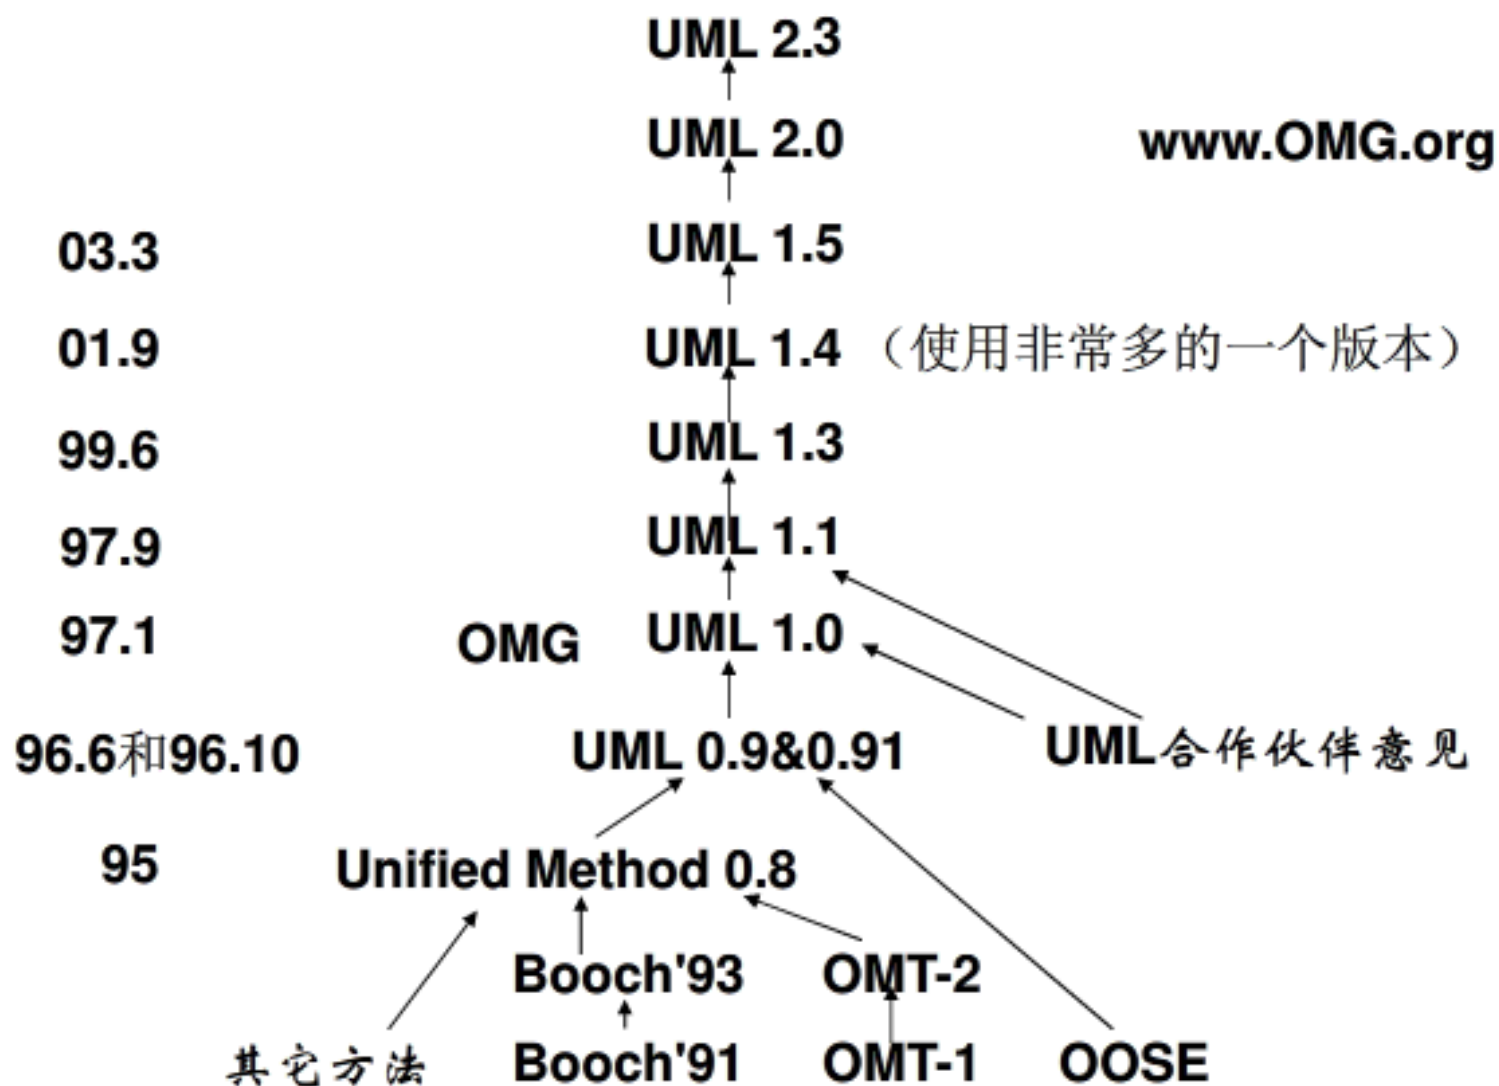 UML 2.3
UML 2.0
www.OMG.org
03.3
UML 1.5
01.9
UML 1.4 （使用非常多的一个版本）
99.6
UML 1.3
97.9
UML 1.1
97.1
OMG
UML 1.0
96.6和96.10
UML 0.9&0.91
UML合作伙伴意见
95
Unified Method 0.8
Booch'93
OMT-2
其它方法
Booch'91
OMT-1
OOSE